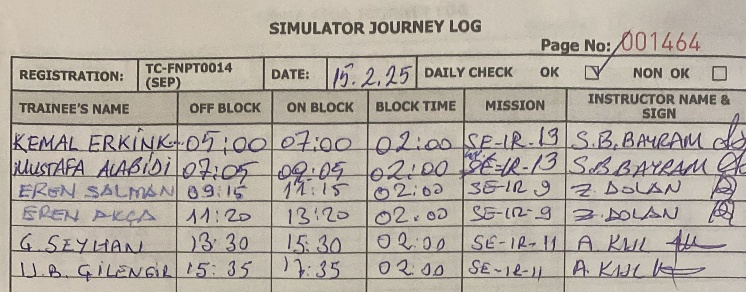 SIMULATOR JOURNEY LOG
Page No: 001464
REGISTRATION: TC-FNPT0014 (SEP) DATE: 15.2.25 DAILY CHECK OK ☑ NON OK ☐
TRAINEE'S NAME OFF BLOCK ON BLOCK BLOCK TIME MISSION INSTRUCTOR NAME & SIGN
KEMAL ERKINK 05:00 07:00 02:00 SE-IR-13 S.B.BAYRAM
MUSTAFA ALABIDI 07:05 09:05 02:00 SE-IR-13 S.B BAYRAM
EREN SALMAN 09:15 11:15 02:00 SE-IR 9 Z. DOLAN
EREN AKÇA 11:20 13:20 02.00 SE-IR-9 Z. DOLAN
G. SEYHAN 13:30 15:30 02:00 SE-IR-11 A.
U.B. GILENGIR 15:35 17:35 02:00 SE-IR-11 A.